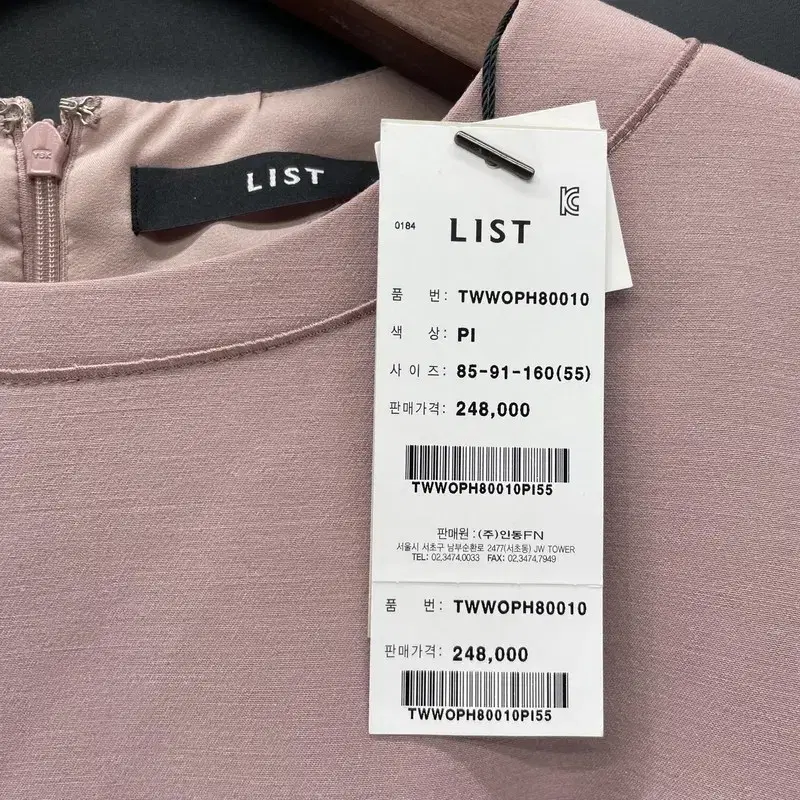 YKK
LIST
0184
LIST
품 번: TWWOPH80010
색 상: PI
사이즈: 85-91-160(55)
판매가격: 248,000
TWWOPH80010PI55
판매원 : (주)인동FN
서울시 서초구 남부순환로 2477(서초동) JW TOWER
TEL: 02.3474.0033 FAX: 02.3474.7949
품 번: TWWOPH80010
판매가격: 248,000
TWWOPH80010PI55